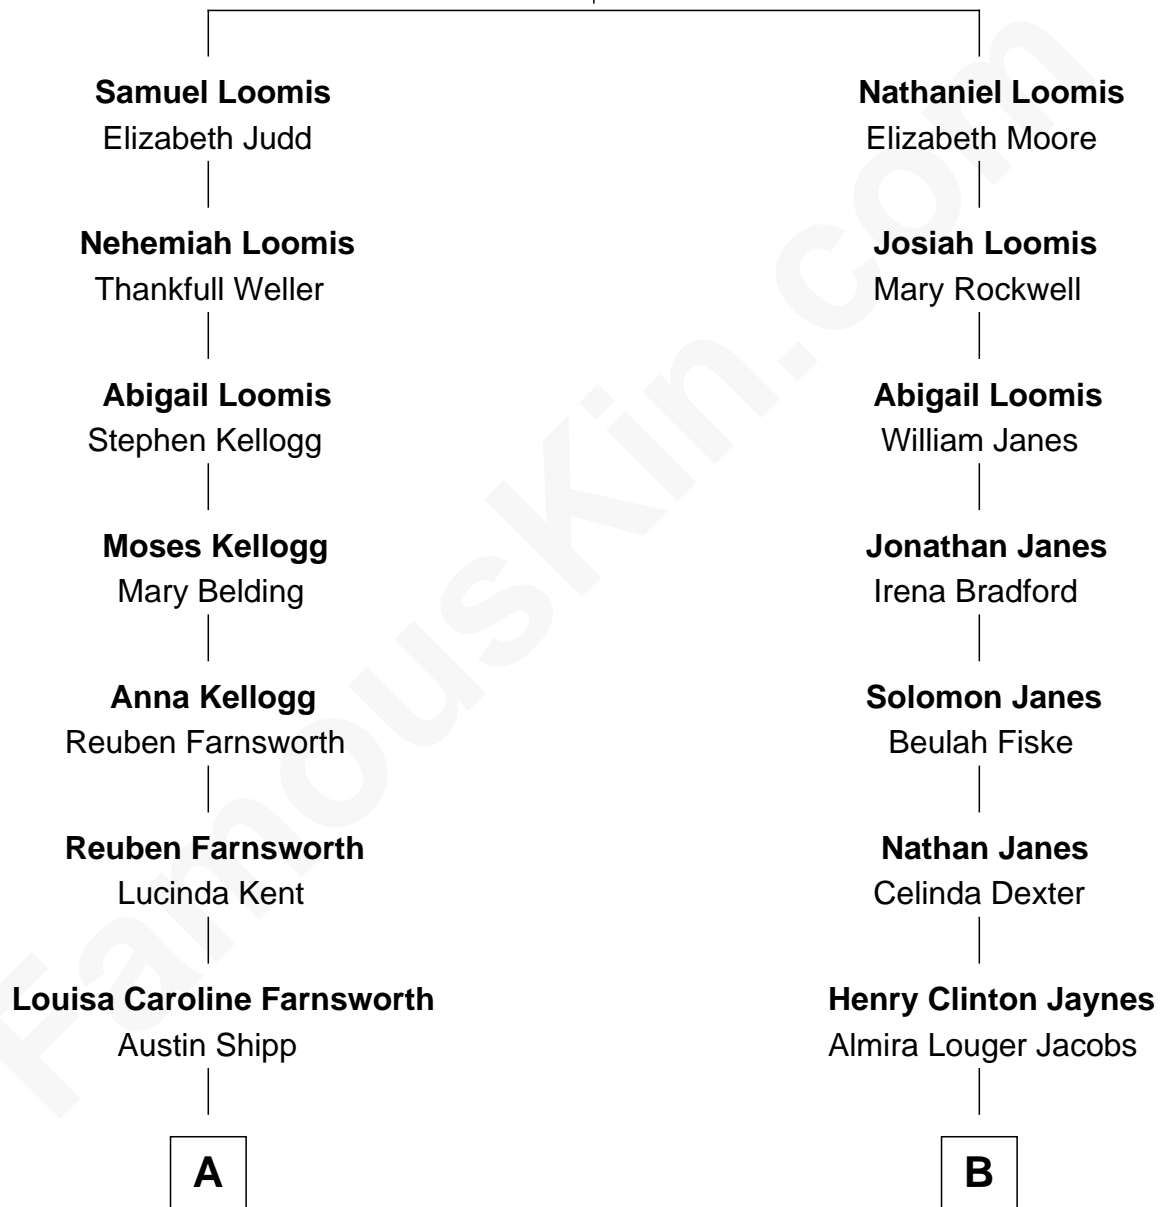 Samuel Loomis
Elizabeth Judd
Nathaniel Loomis
Elizabeth Moore
Nehemiah Loomis
Thankfull Weller
Josiah Loomis
Mary Rockwell
Abigail Loomis
Stephen Kellogg
Abigail Loomis
William Janes
Moses Kellogg
Mary Belding
Jonathan Janes
Irena Bradford
Anna Kellogg
Reuben Farnsworth
Solomon Janes
Beulah Fiske
Reuben Farnsworth
Lucinda Kent
Nathan Janes
Celinda Dexter
Louisa Caroline Farnsworth
Austin Shipp
Henry Clinton Jaynes
Almira Louger Jacobs
A
B
FamousKin.com